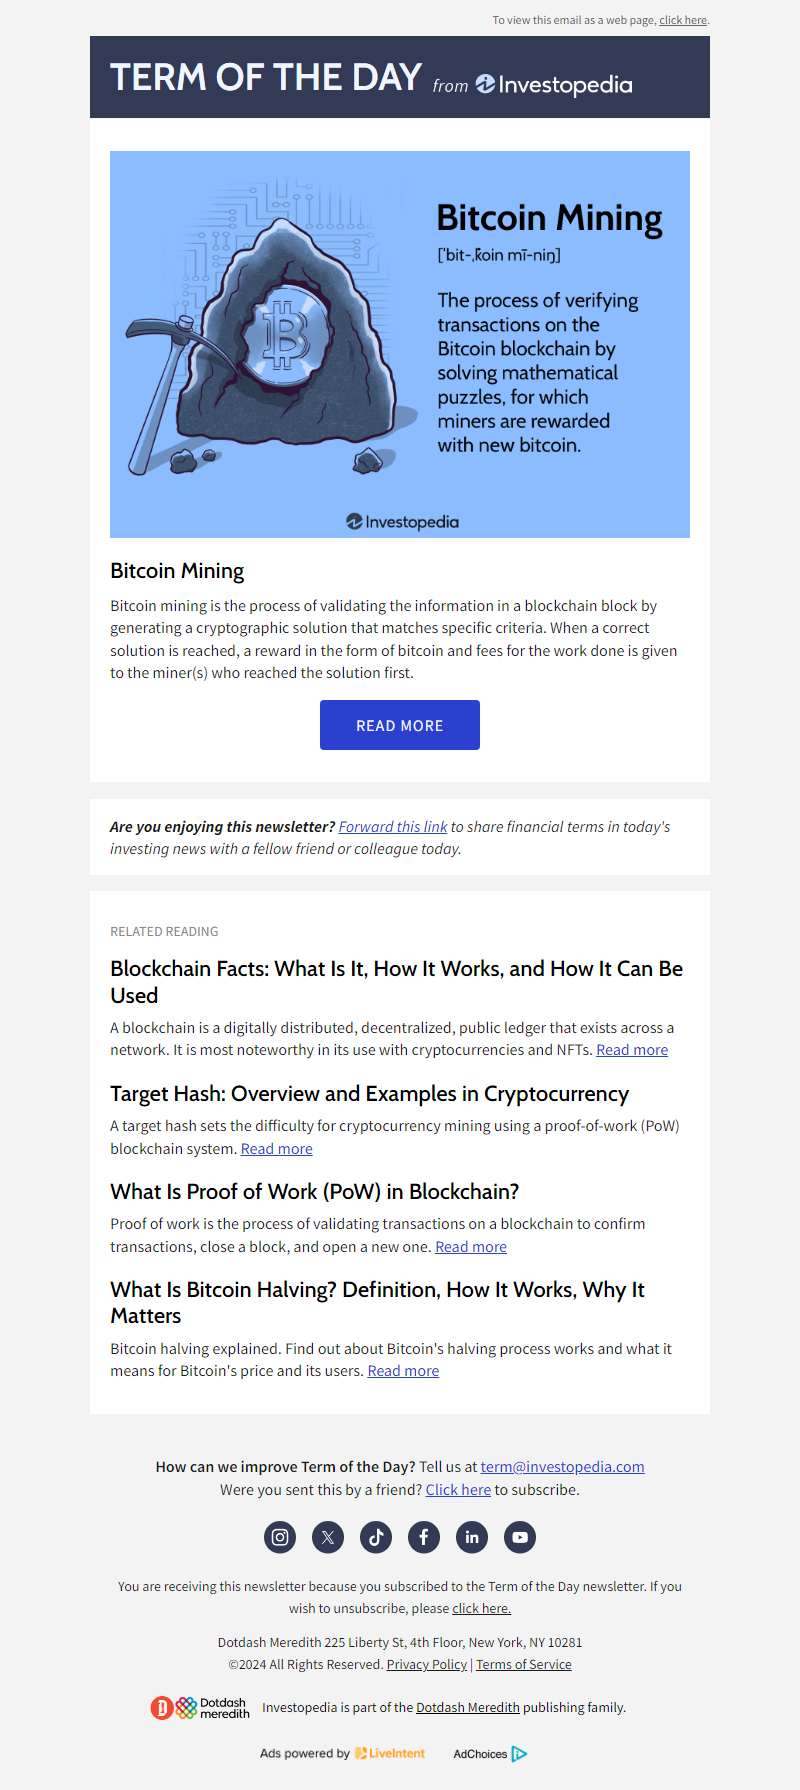 To view this email as a web page, click here.
TERM OF THE DAY from Investopedia
Bitcoin Mining
[ˈbit-ˌkoin mī-niŋ]
The process of verifying
transactions on the
Bitcoin blockchain by
solving mathematical
puzzles, for which
miners are rewarded
with new bitcoin.
Investopedia
Bitcoin Mining
Bitcoin mining is the process of validating the information in a blockchain block by
generating a cryptographic solution that matches specific criteria. When a correct
solution is reached, a reward in the form of bitcoin and fees for the work done is given
to the miner(s) who reached the solution first.
READ MORE
Are you enjoying this newsletter? Forward this link to share financial terms in today's
investing news with a fellow friend or colleague today.
RELATED READING
Blockchain Facts: What Is It, How It Works, and How It Can Be
Used
A blockchain is a digitally distributed, decentralized, public ledger that exists across a
network. It is most noteworthy in its use with cryptocurrencies and NFTs. Read more
Target Hash: Overview and Examples in Cryptocurrency
A target hash sets the difficulty for cryptocurrency mining using a proof-of-work (PoW)
blockchain system. Read more
What Is Proof of Work (PoW) in Blockchain?
Proof of work is the process of validating transactions on a blockchain to confirm
transactions, close a block, and open a new one. Read more
What Is Bitcoin Halving? Definition, How It Works, Why It
Matters
Bitcoin halving explained. Find out about Bitcoin's halving process works and what it
means for Bitcoin's price and its users. Read more
How can we improve Term of the Day? Tell us at term@investopedia.com
Were you sent this by a friend? Click here to subscribe.
You are receiving this newsletter because you subscribed to the Term of the Day newsletter. If you
wish to unsubscribe, please click here.
Dotdash Meredith 225 Liberty St, 4th Floor, New York, NY 10281
©2024 All Rights Reserved. Privacy Policy | Terms of Service
Dotdash
meredith
Investopedia is part of the Dotdash Meredith publishing family.
Ads powered by LiveIntent
AdChoices